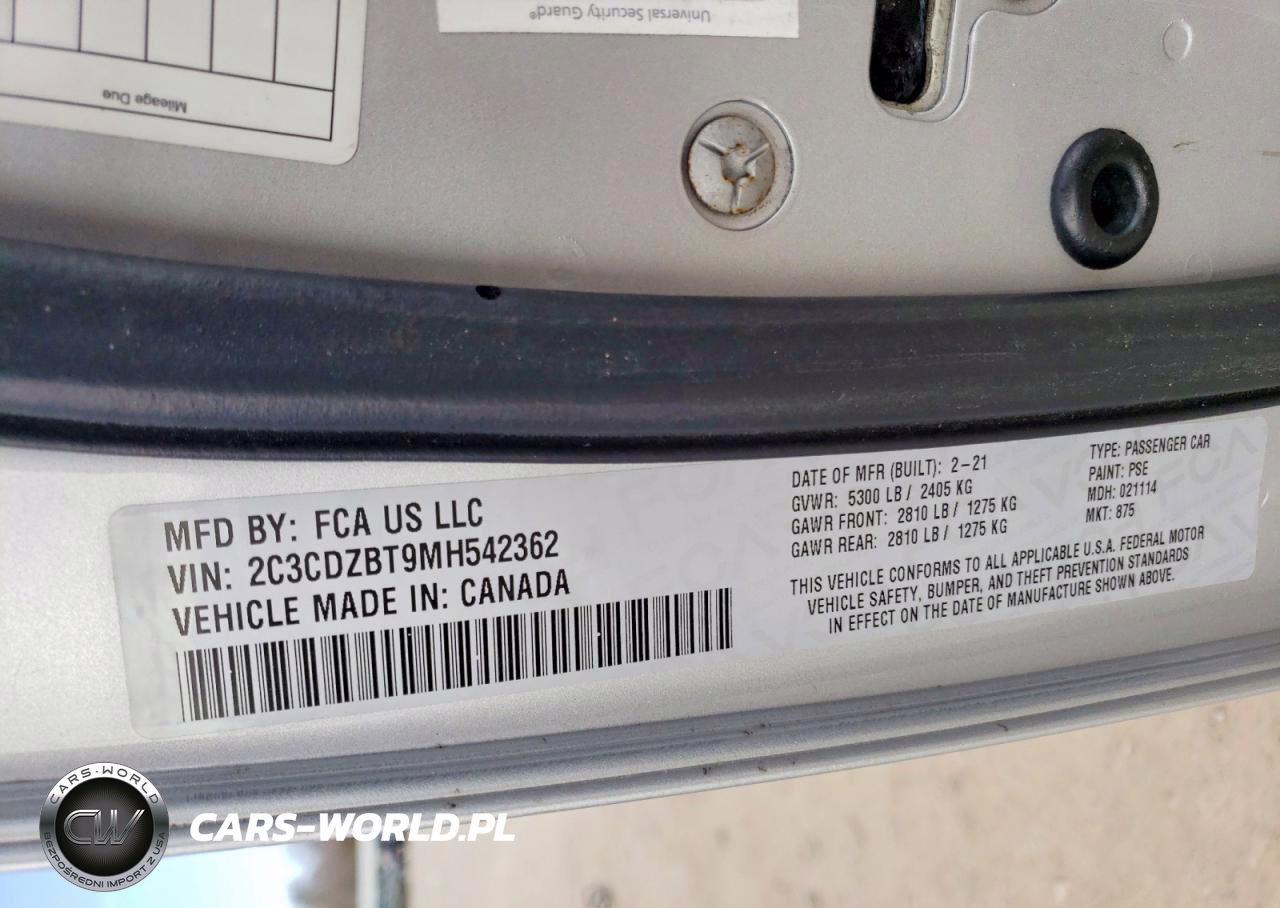 Universal Security Guard®
Mileage Due
MFD BY: FCA US LLC
VIN: 2C3CDZBT9MH542362
VEHICLE MADE IN: CANADA
DATE OF MFR (BUILT): 2-21
GVWR: 5300 LB / 2405 KG
GAWR FRONT: 2810 LB / 1275 KG
GAWR REAR: 2810 LB / 1275 KG
TYPE: PASSENGER CAR
PAINT: PSE
MDH: 021114
MKT: 875
THIS VEHICLE CONFORMS TO ALL APPLICABLE U.S.A. FEDERAL MOTOR
VEHICLE SAFETY, BUMPER, AND THEFT PREVENTION STANDARDS
IN EFFECT ON THE DATE OF MANUFACTURE SHOWN ABOVE.
CARS-WORLD
CW
BEZPOŚREDNI IMPORT Z USA
CARS-WORLD.PL